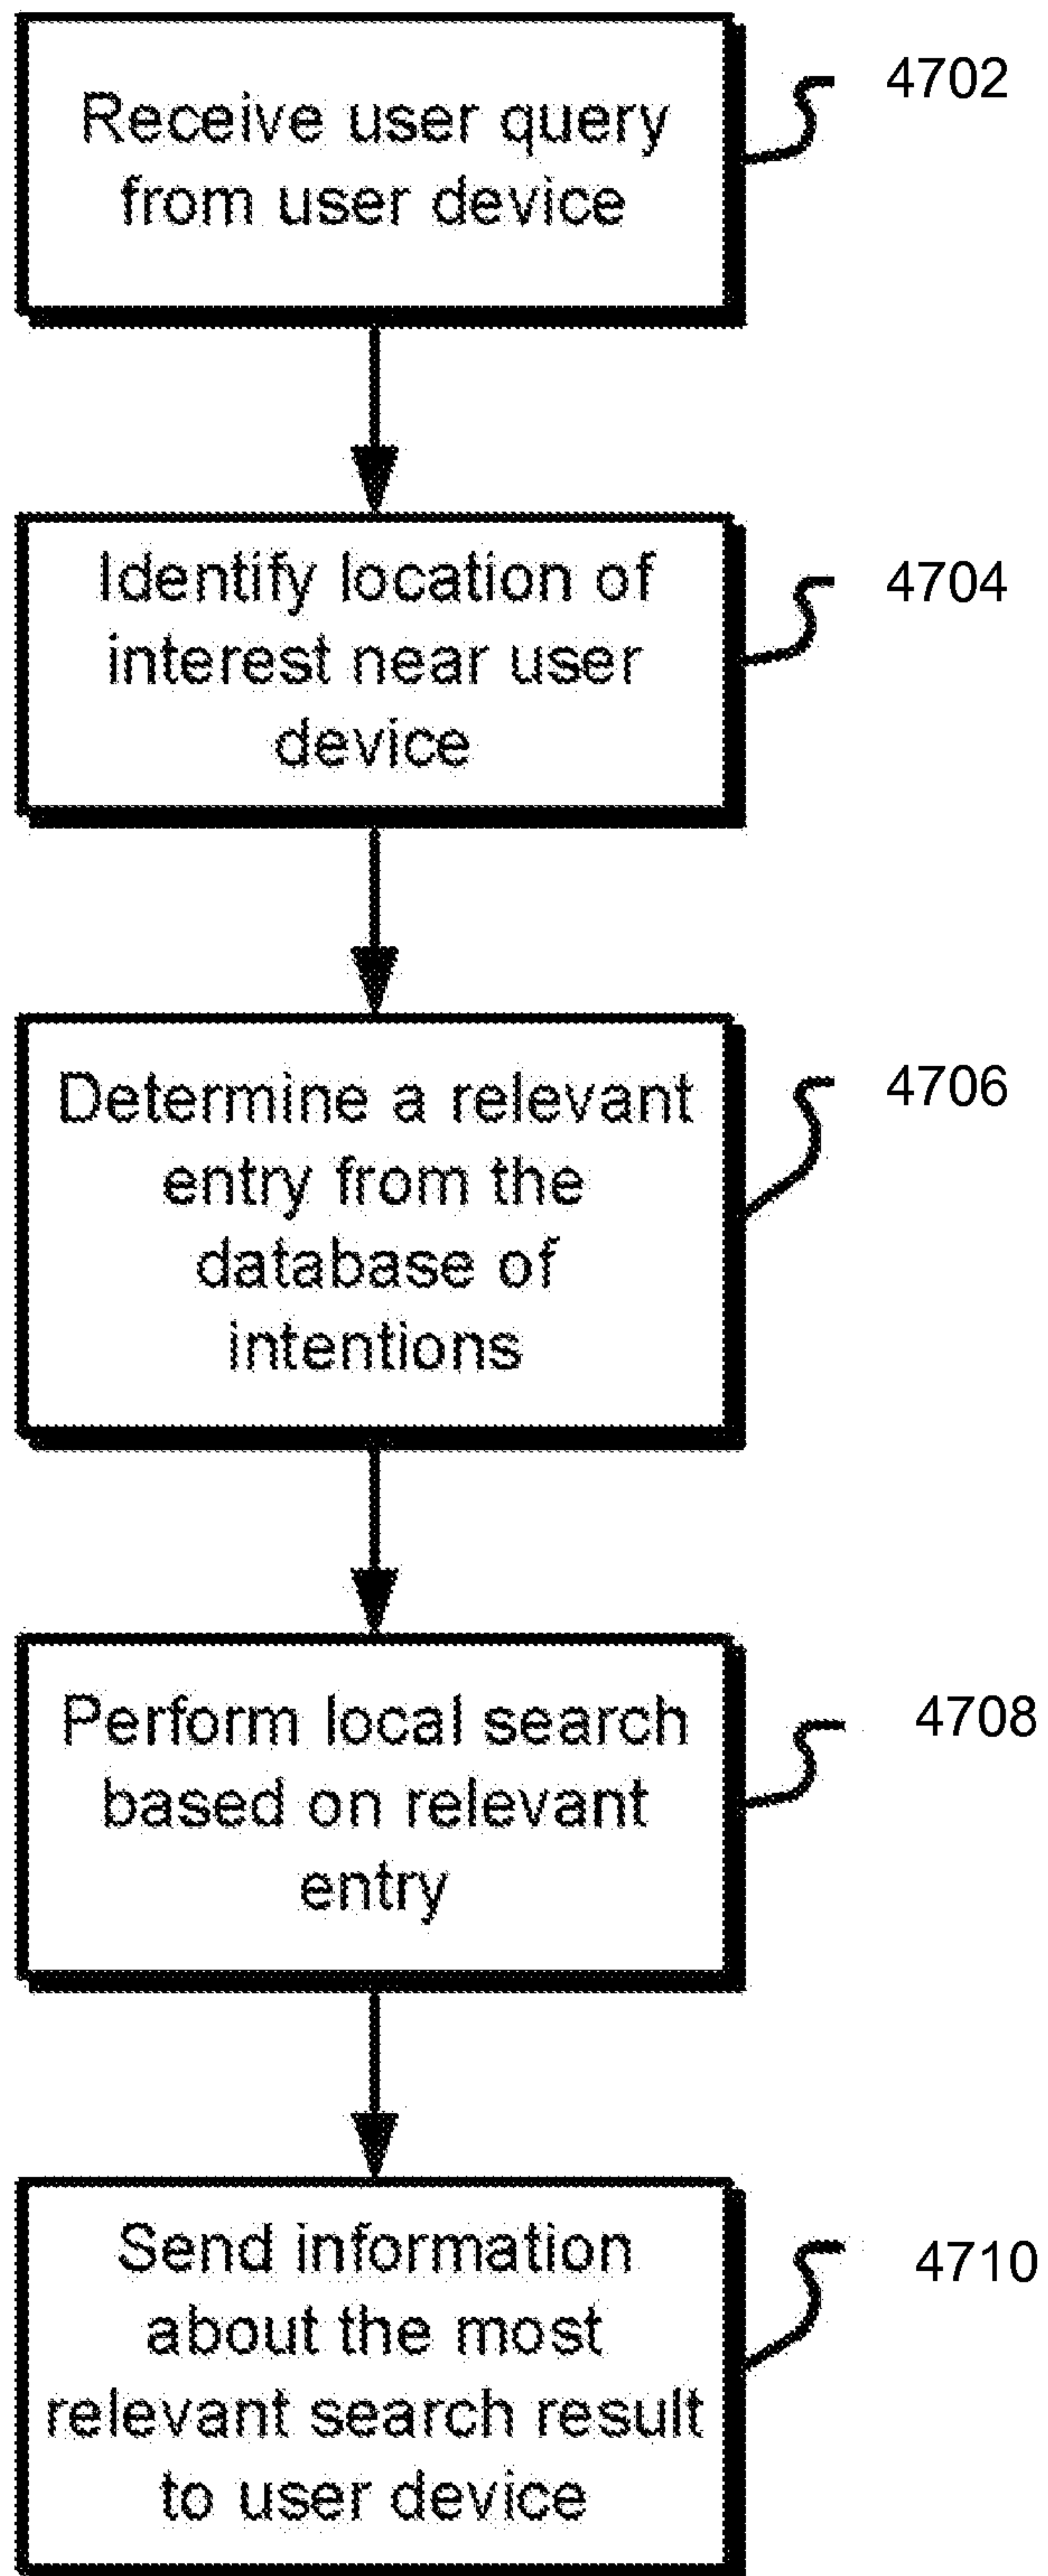 Receive user query
from user device
4702
Identify location of
interest near user
device
4704
Determine a relevant
entry from the
database of
intentions
4706
Perform local search
based on relevant
entry
4708
Send information
about the most
relevant search result
to user device
4710